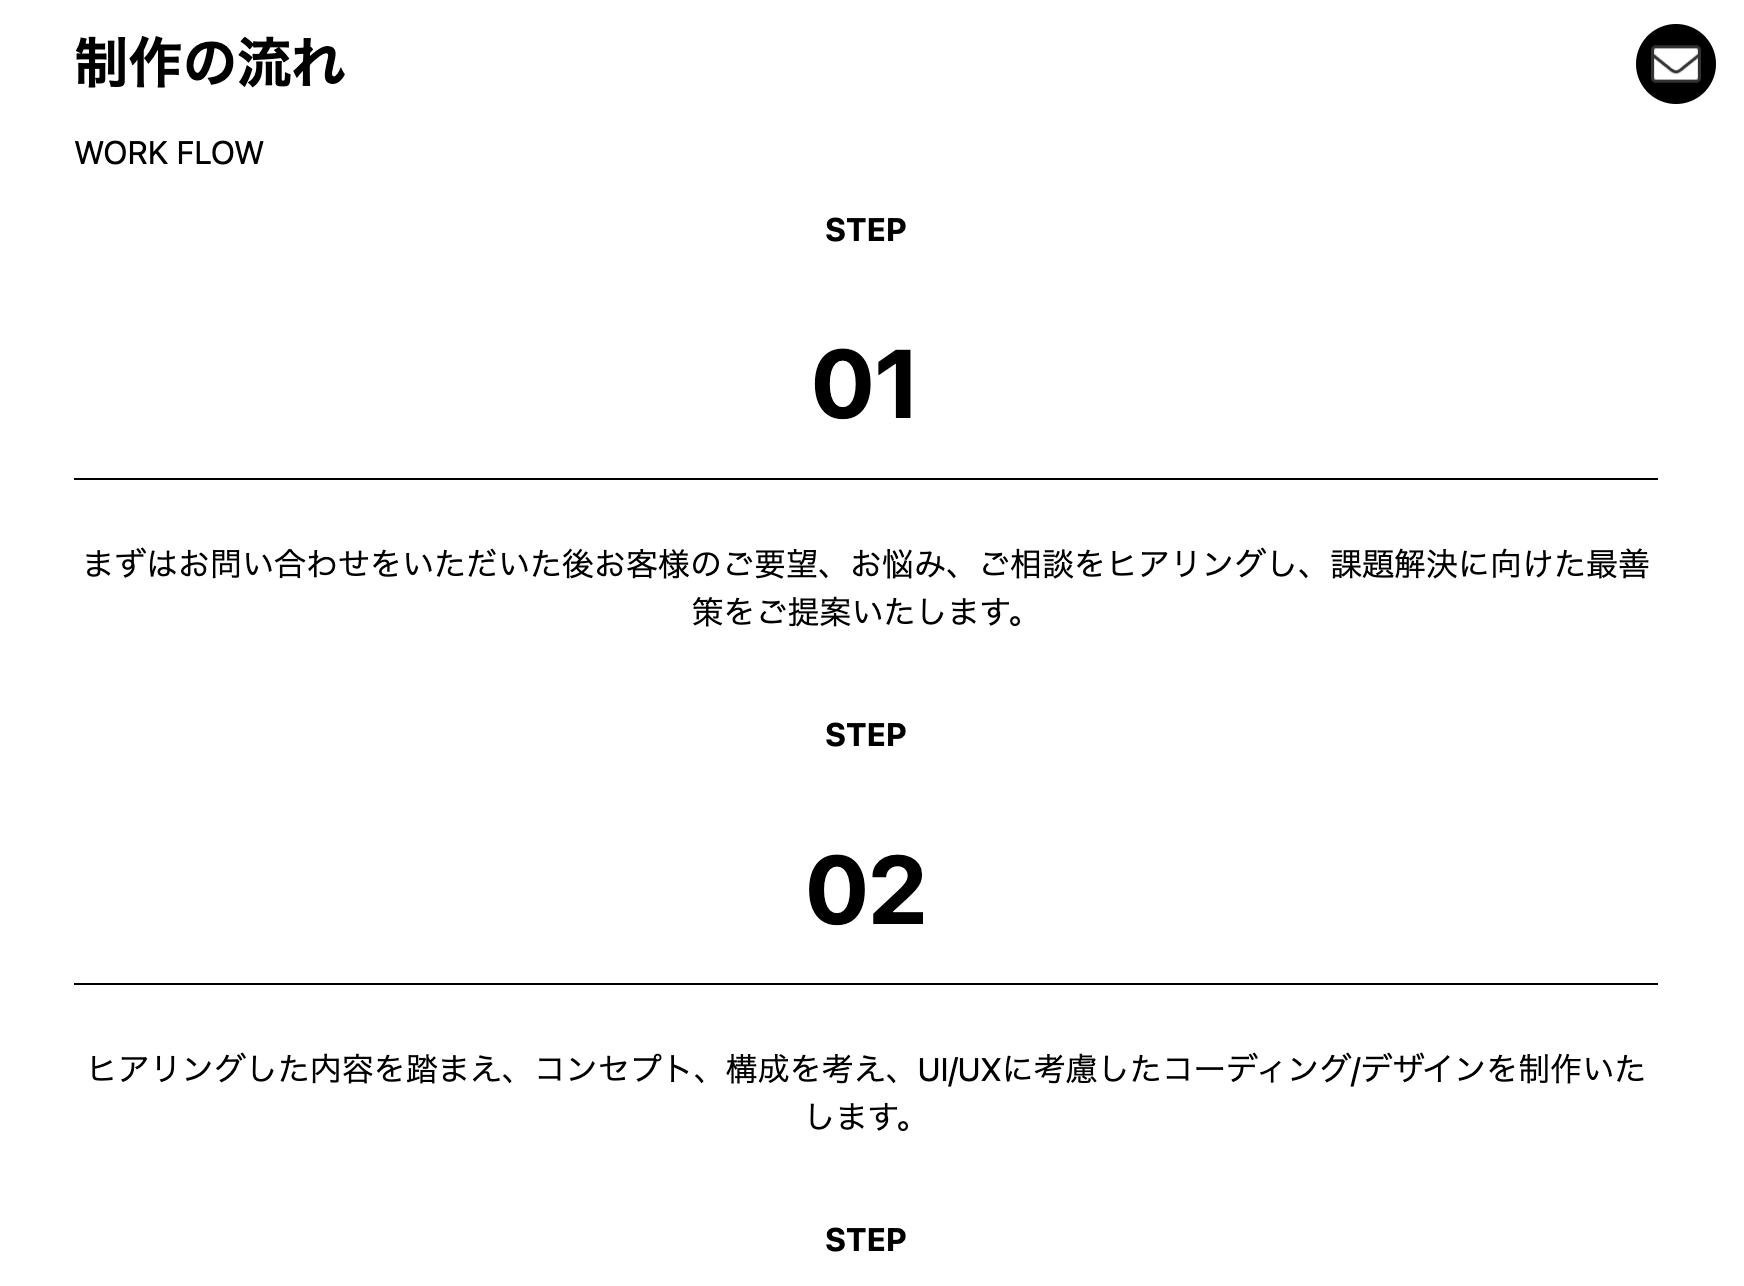 制作の流れ
WORK FLOW
STEP
01
まずはお問い合わせをいただいた後お客様のご要望、お悩み、ご相談をヒアリングし、課題解決に向けた最善
策をご提案いたします。
STEP
02
ヒアリングした内容を踏まえ、コンセプト、構成を考え、UI/UXに考慮したコーディング/デザインを制作いた
します。
STEP